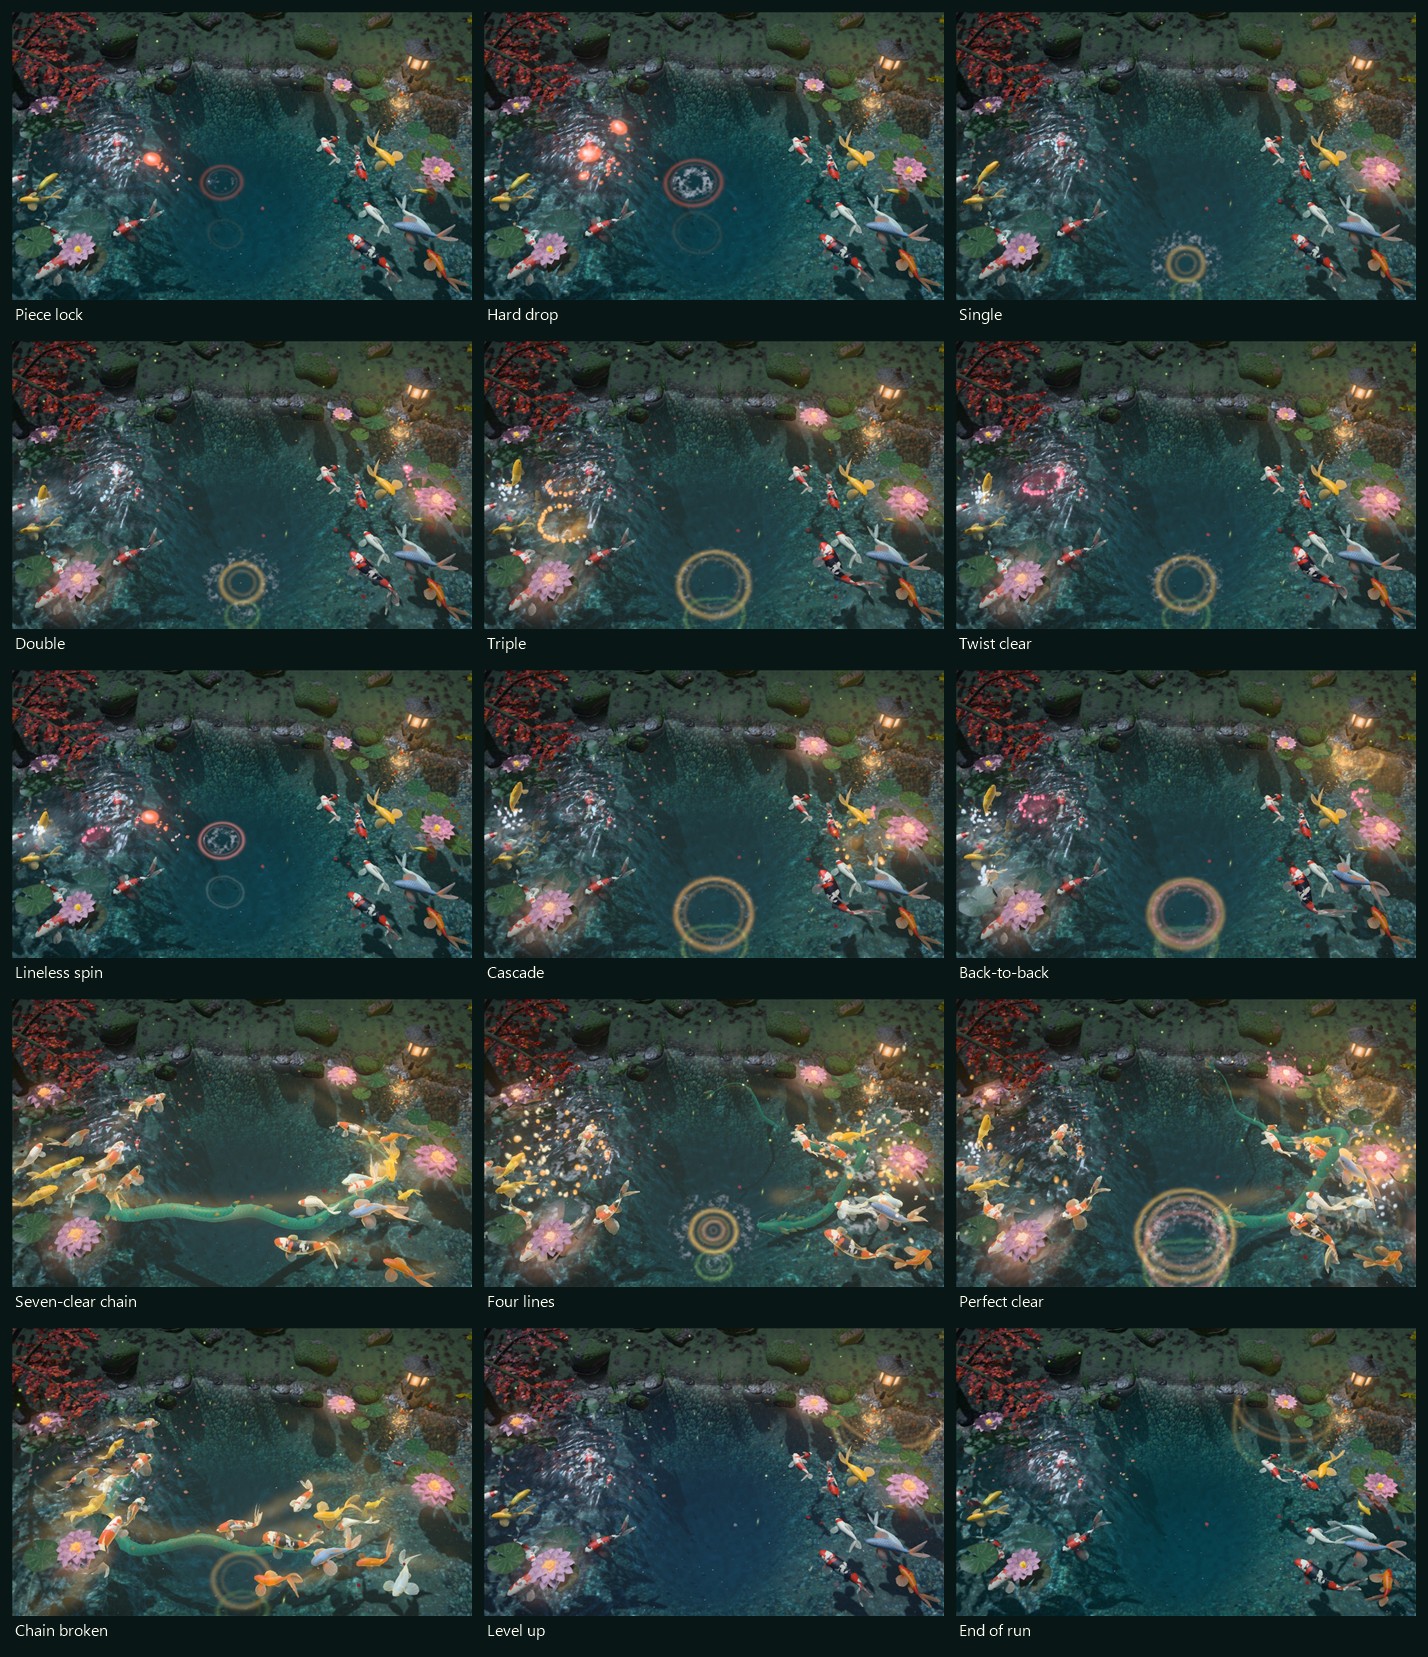 Piece lock
Hard drop
Single
Double
Triple
Twist clear
Lineless spin
Cascade
Back-to-back
Seven-clear chain
Four lines
Perfect clear
Chain broken
Level up
End of run